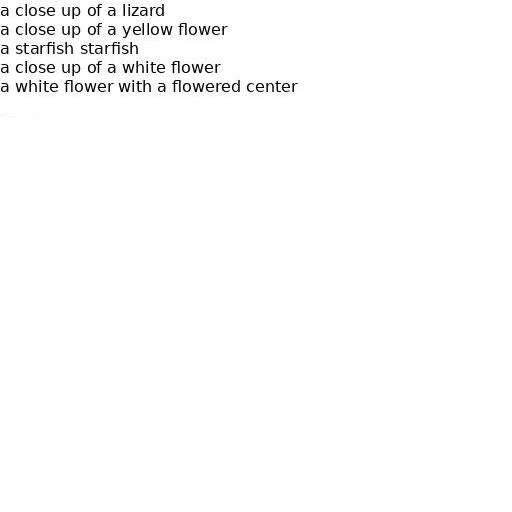 a close up of a lizard
a close up of a yellow flower
a starfish starfish
a close up of a white flower
a white flower with a flowered center